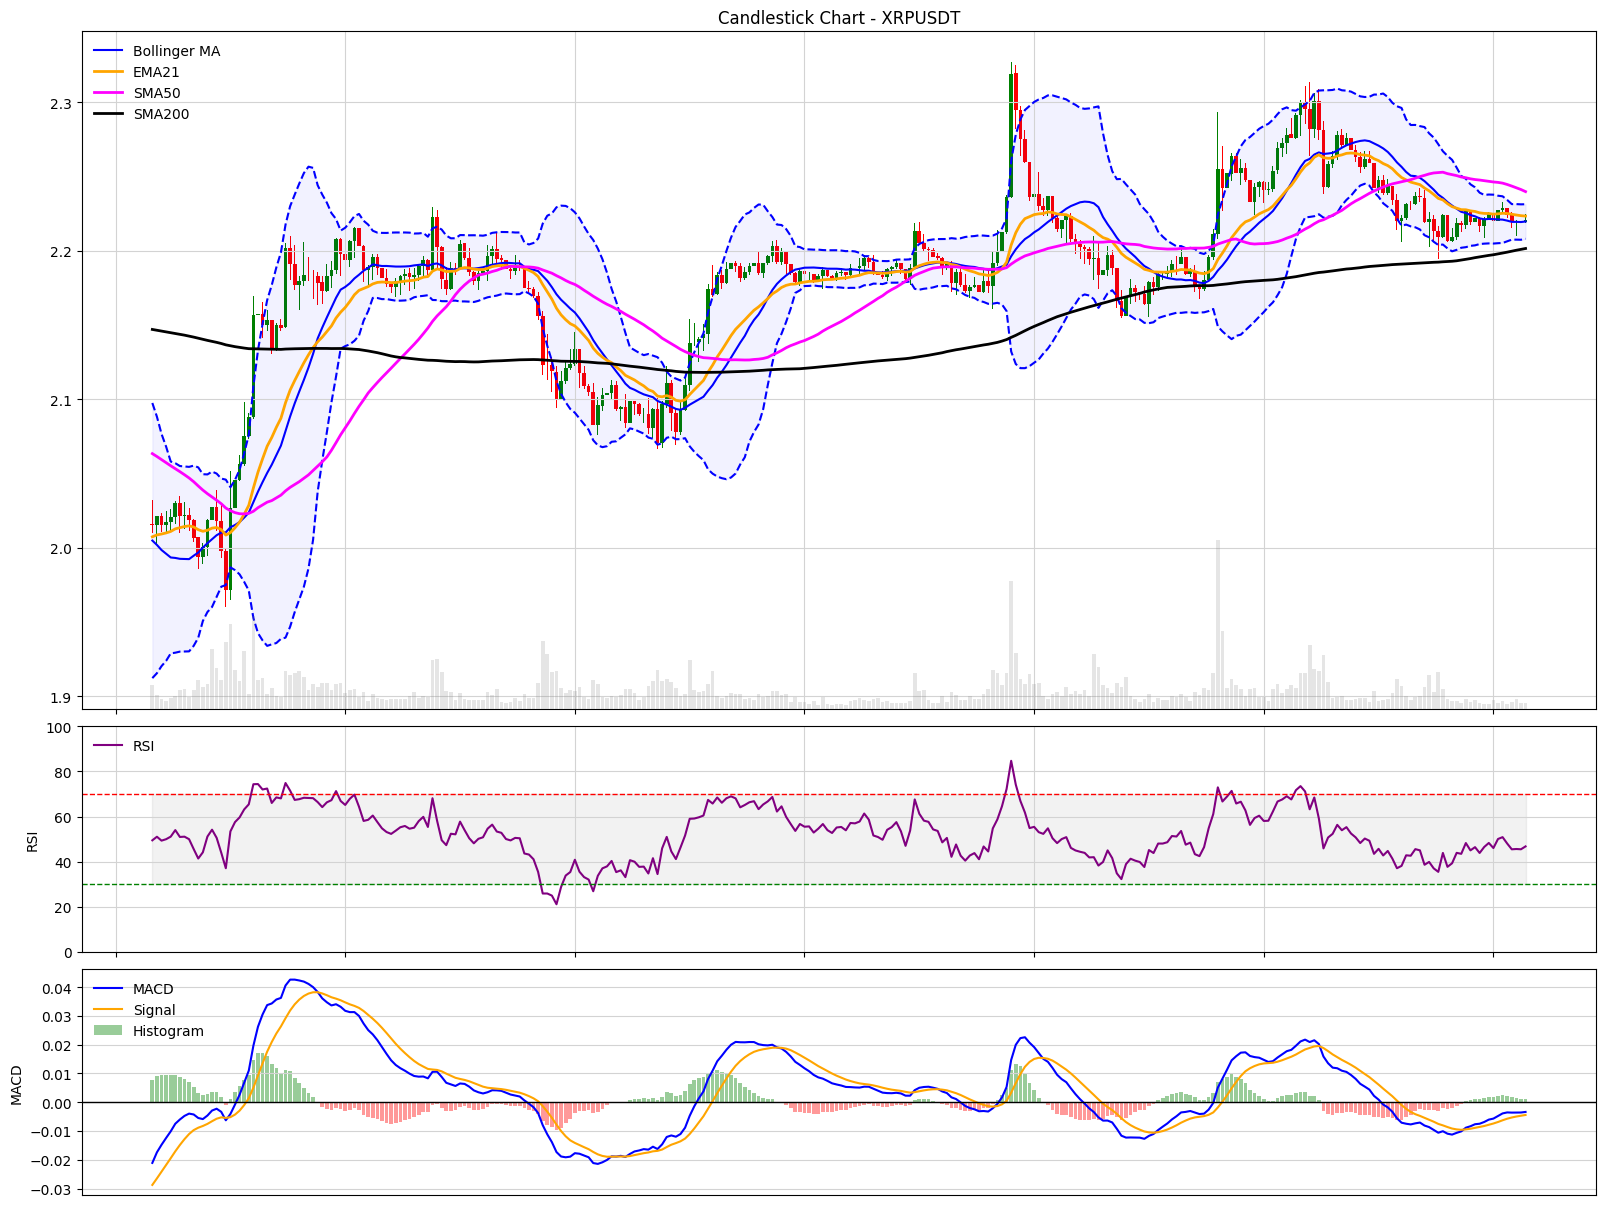 Candlestick Chart - XRPUSDT
Bollinger MA
EMA21
SMA50
SMA200
2.3
2.2
2.1
2.0
1.9
RSI
RSI
100
80
60
40
20
0
MACD
Signal
Histogram
MACD
0.04
0.03
0.02
0.01
0.00
−0.01
−0.02
−0.03